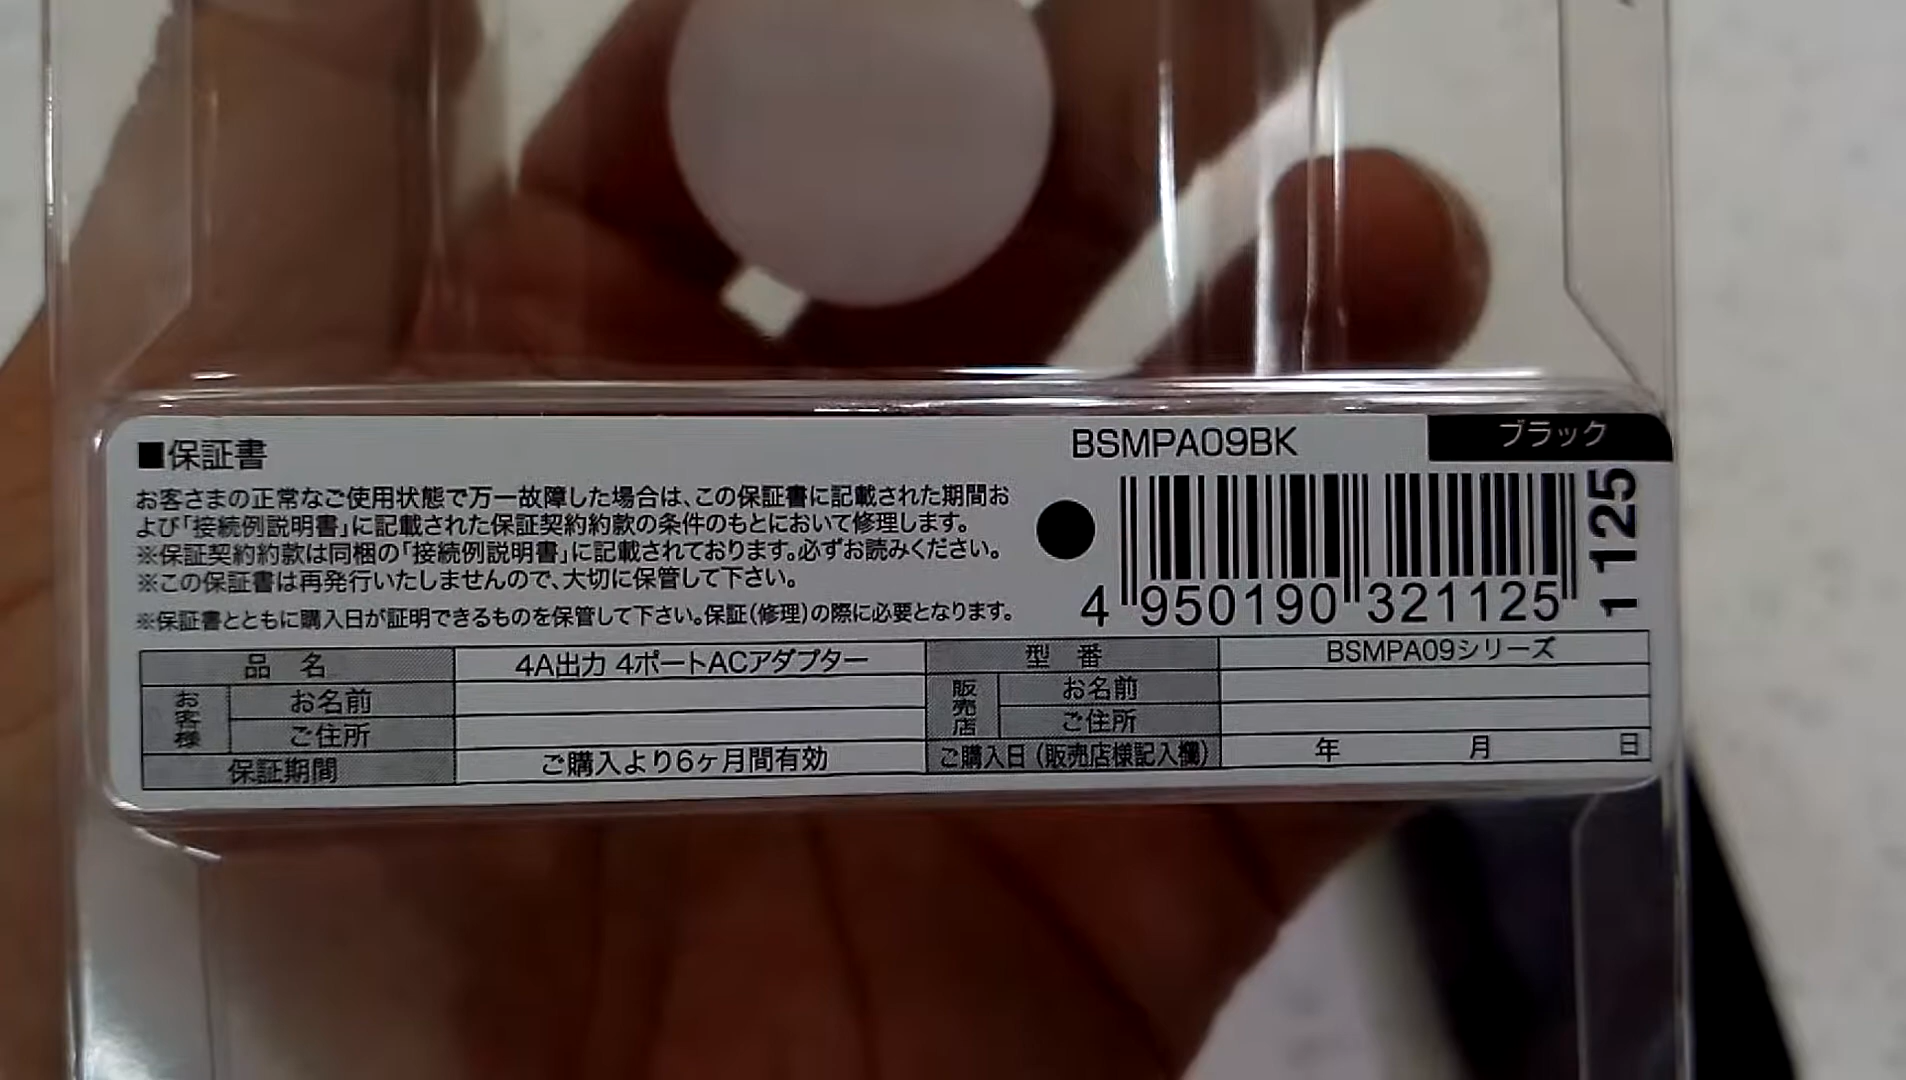 ■保証書
お客さまの正常なご使用状態で万一故障した場合は、この保証書に記載された期間お
よび「接続例説明書」に記載された保証契約約款の条件のもとにおいて修理します。
※保証契約約款は同梱の「接続例説明書」に記載されております。必ずお読みください。
※この保証書は再発行いたしませんので、大切に保管して下さい。
※保証書とともに購入日が証明できるものを保管して下さい。保証(修理)の際に必要となります。
BSMPA09BK
ブラック
4 950190 321125
1125
品 名 4A出力 4ポートACアダプター 型 番 BSMPA09シリーズ
お客様 お名前 販売店 お名前
ご住所 ご住所
保証期間 ご購入より6ヶ月間有効 ご購入日(販売店様記入欄) 年 月 日